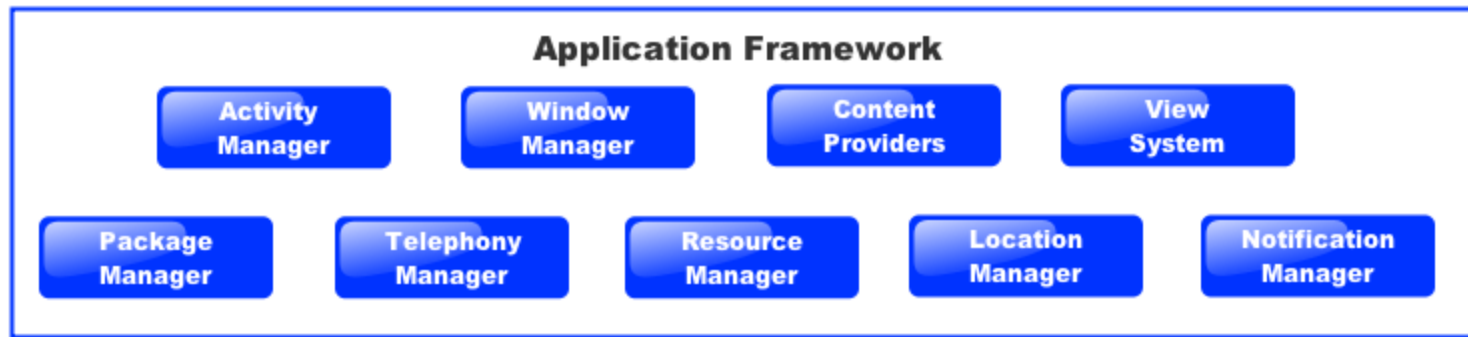 Application Framework
Activity
Manager
Window
Manager
Content
Providers
View
System
Package
Manager
Telephony
Manager
Resource
Manager
Location
Manager
Notification
Manager